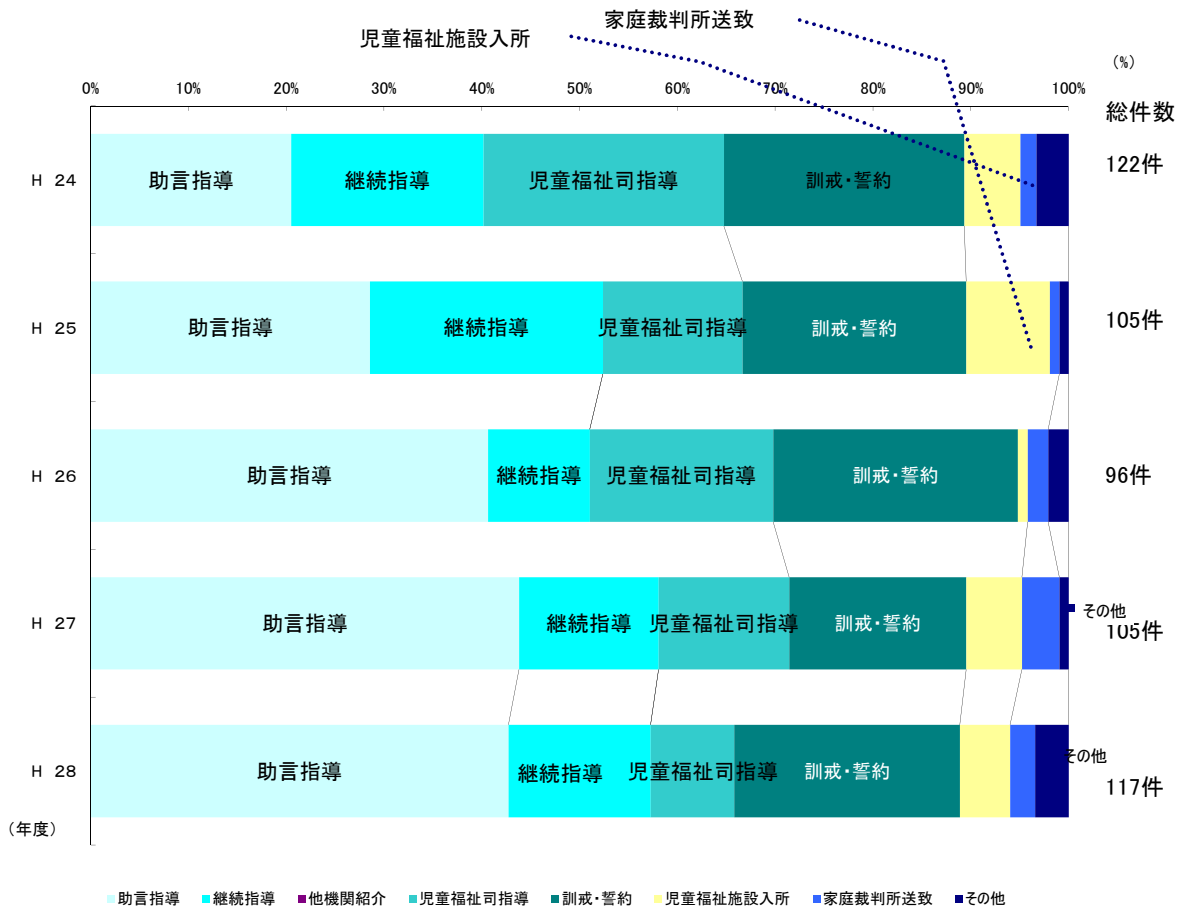 家庭裁判所送致
児童福祉施設入所
(%)
0% 10% 20% 30% 40% 50% 60% 70% 80% 90% 100%
総件数
H 24 助言指導 継続指導 児童福祉司指導 訓戒・誓約 122件
H 25 助言指導 継続指導 児童福祉司指導 訓戒・誓約 105件
H 26 助言指導 継続指導 児童福祉司指導 訓戒・誓約 96件
その他
H 27 助言指導 継続指導 児童福祉司指導 訓戒・誓約 105件
その他
H 28 助言指導 継続指導 児童福祉司指導 訓戒・誓約 117件
(年度)
助言指導 継続指導 他機関紹介 児童福祉司指導 訓戒・誓約 児童福祉施設入所 家庭裁判所送致 その他